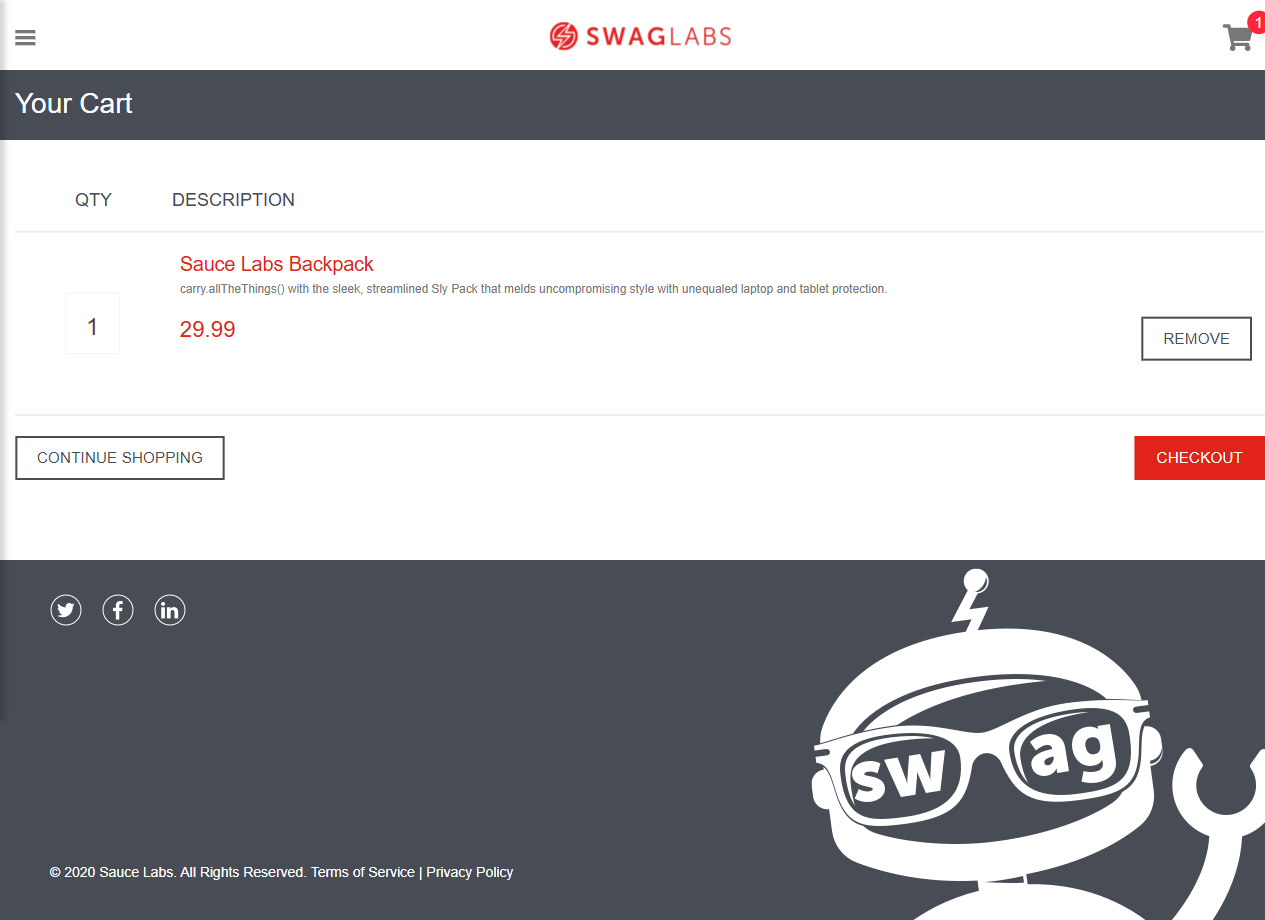 SWAGLABS
1
Your Cart
QTY DESCRIPTION
Sauce Labs Backpack
carry.allTheThings() with the sleek, streamlined Sly Pack that melds uncompromising style with unequaled laptop and tablet protection.
1
29.99
REMOVE
CONTINUE SHOPPING
CHECKOUT
swag
© 2020 Sauce Labs. All Rights Reserved. Terms of Service | Privacy Policy